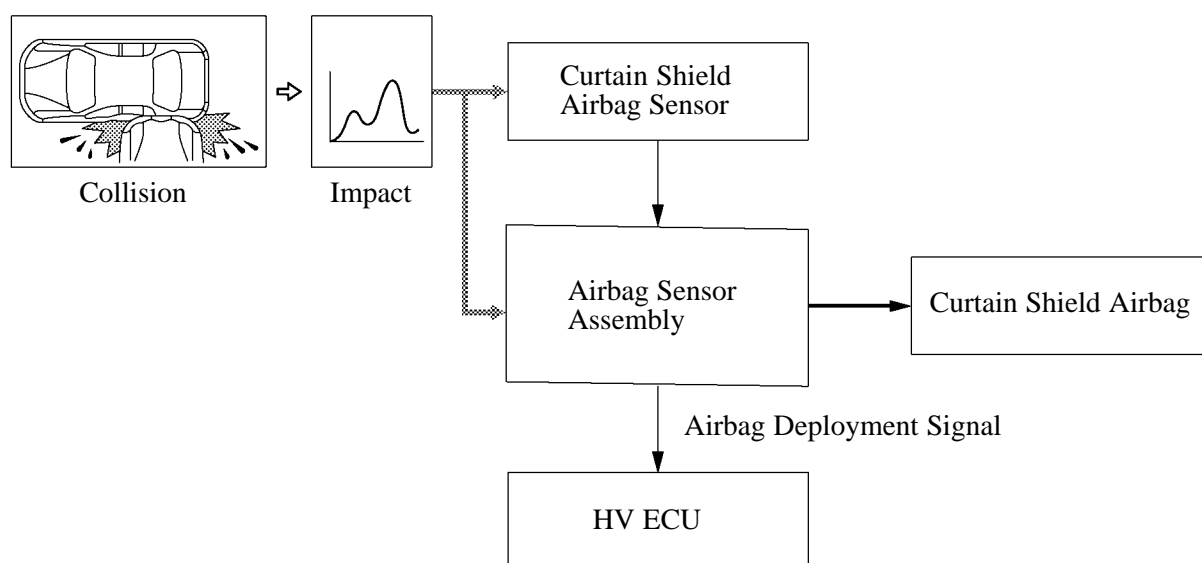 Collision
Impact
Curtain Shield
Airbag Sensor
Airbag Sensor
Assembly
Curtain Shield Airbag
Airbag Deployment Signal
HV ECU